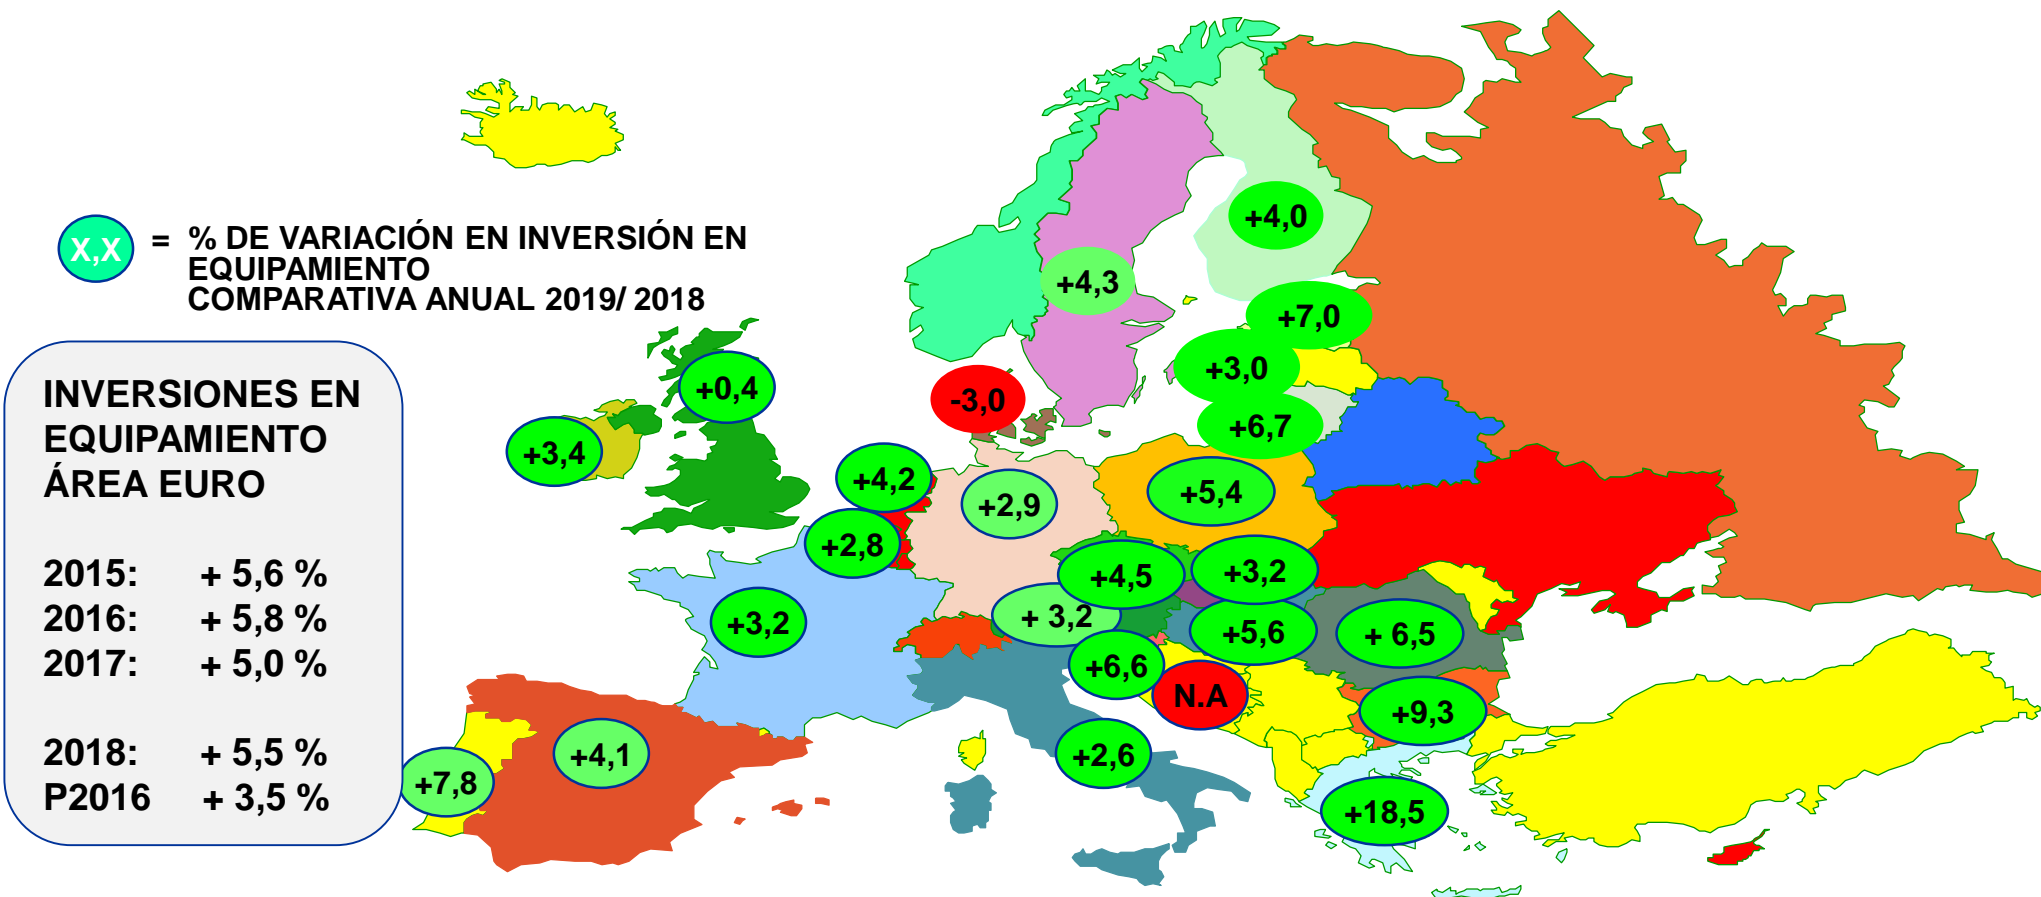 X,X = % DE VARIACIÓN EN INVERSIÓN EN
EQUIPAMIENTO
COMPARATIVA ANUAL 2019/ 2018
INVERSIONES EN
EQUIPAMIENTO
ÁREA EURO
2015: + 5,6 %
2016: + 5,8 %
2017: + 5,0 %
2018: + 5,5 %
P2016 + 3,5 %
+4,0
+4,3
+7,0
+3,0
+0,4
-3,0
+6,7
+3,4
+4,2
+2,9
+5,4
+2,8
+4,5
+3,2
+3,2
+ 3,2
+5,6
+ 6,5
+6,6
N.A
+9,3
+4,1
+2,6
+7,8
+18,5